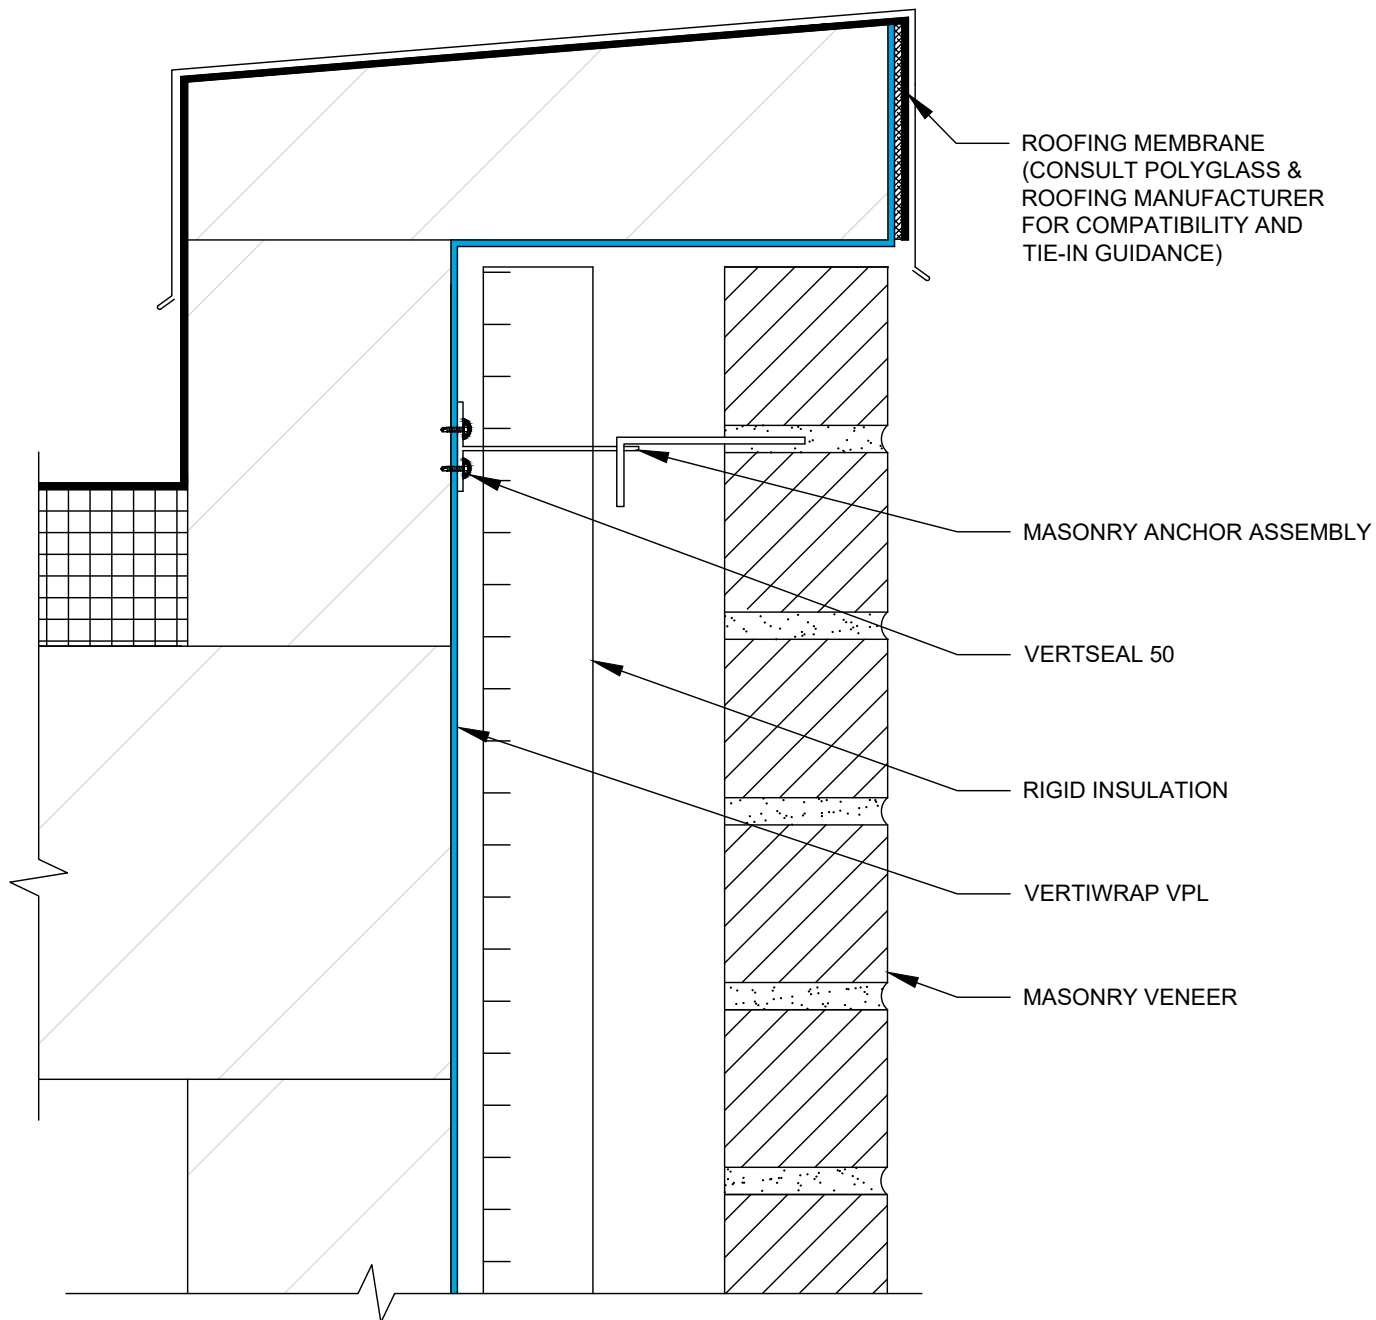 ROOFING MEMBRANE
(CONSULT POLYGLASS &
ROOFING MANUFACTURER
FOR COMPATIBILITY AND
TIE-IN GUIDANCE)
MASONRY ANCHOR ASSEMBLY
VERTSEAL 50
RIGID INSULATION
VERTIWRAP VPL
MASONRY VENEER